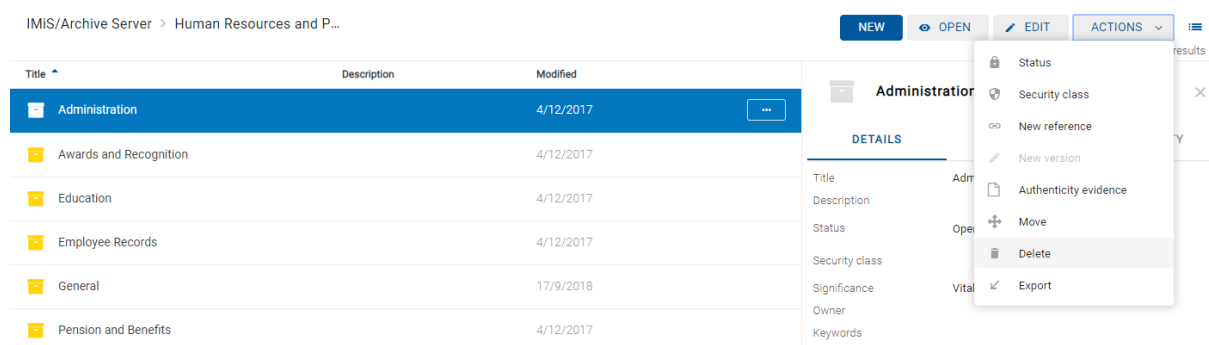 IMiS/Archive Server > Human Resources and P...
NEW OPEN EDIT ACTIONS
results
Title Description Modified
Administration 4/12/2017 ...
Awards and Recognition 4/12/2017
Education 4/12/2017
Employee Records 4/12/2017
General 17/9/2018
Pension and Benefits 4/12/2017
Administration
DETAILS
Title Adm
Description
Status Ope
Security class
Significance Vital
Owner
Keywords
Status
Security class
New reference
New version
Authenticity evidence
Move
Delete
Export